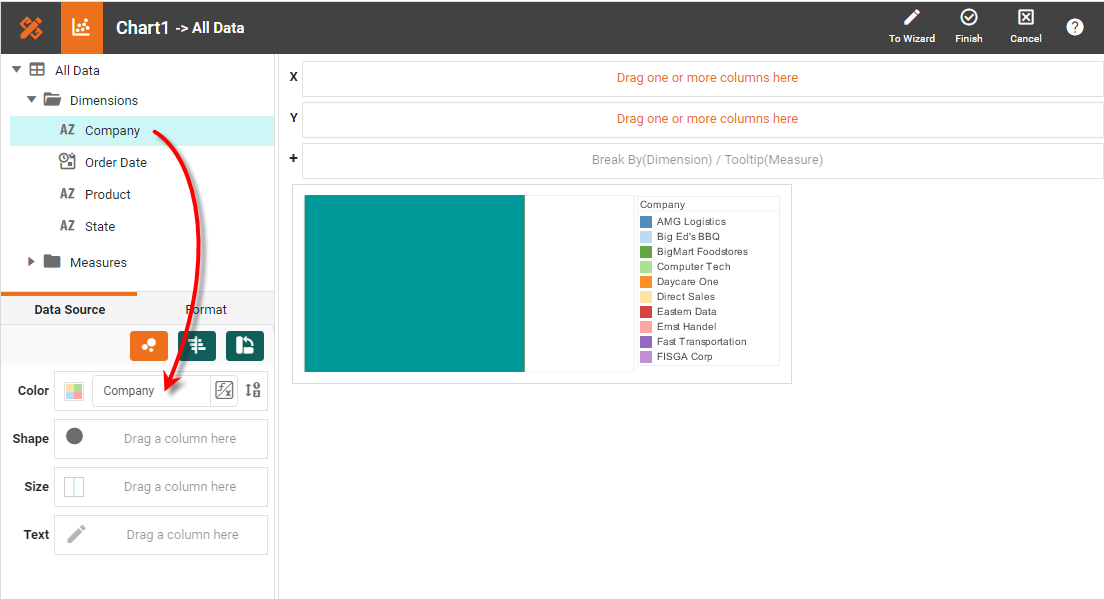 Chart1 -> All Data
To Wizard
Finish
Cancel
?
All Data
Dimensions
AZ Company
Order Date
AZ Product
AZ State
Measures
Data Source
Format
Color
Company
f/x
Shape
Drag a column here
Size
Drag a column here
Text
Drag a column here
X
Drag one or more columns here
Y
Drag one or more columns here
+
Break By(Dimension) / Tooltip(Measure)
Company
AMG Logistics
Big Ed's BBQ
BigMart Foodstores
Computer Tech
Daycare One
Direct Sales
Eastern Data
Ernst Handel
Fast Transportation
FISGA Corp